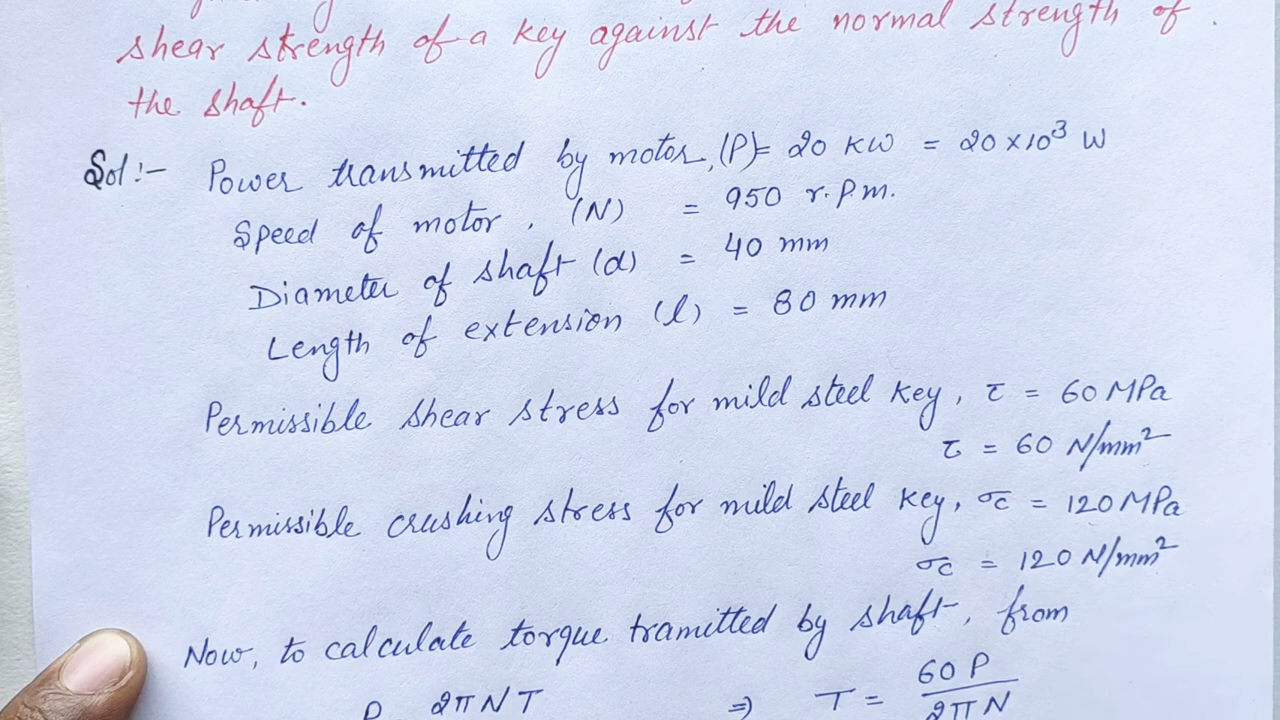 shear strength of a key against the normal strength of
the shaft.
Sol:- Power transmitted by motor, (P) = 20 KW = 20 x 10³ W
Speed of motor, (N) = 950 r.p.m.
Diameter of shaft (d) = 40 mm
Length of extension (l) = 80 mm
Permissible shear stress for mild steel key, τ = 60 MPa
τ = 60 N/mm²
Permissible crushing stress for mild steel key, σc = 120 MPa
σc = 120 N/mm²
Now, to calculate torque tramitted by shaft, from
P 2πNT ⇒ T = 60 P / 2πN